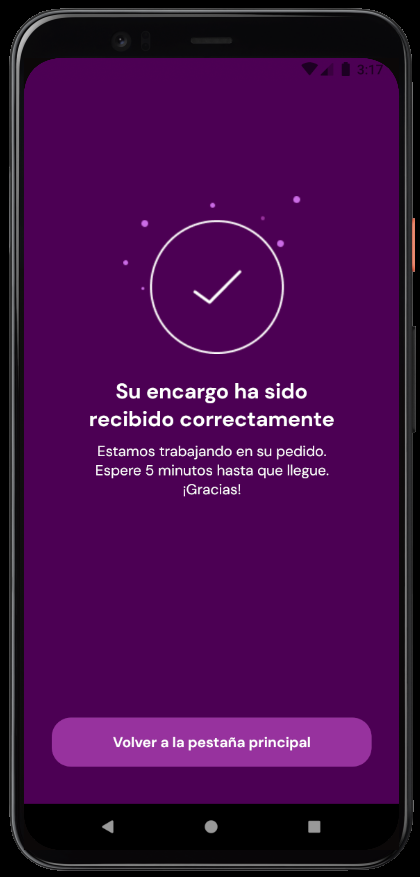 3:17
Su encargo ha sido
recibido correctamente
Estamos trabajando en su pedido.
Espere 5 minutos hasta que llegue.
¡Gracias!
Volver a la pestaña principal